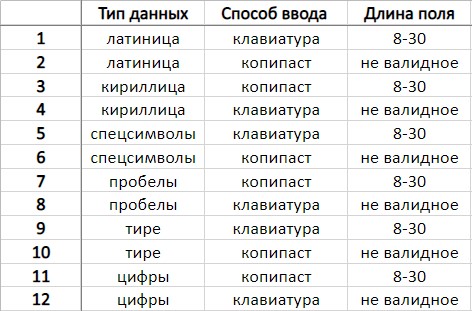 Тип данных Способ ввода Длина поля
1 латиница клавиатура 8-30
2 латиница копипаст не валидное
3 кириллица копипаст 8-30
4 кириллица клавиатура не валидное
5 спецсимволы клавиатура 8-30
6 спецсимволы копипаст не валидное
7 пробелы копипаст 8-30
8 пробелы клавиатура не валидное
9 тире клавиатура 8-30
10 тире копипаст не валидное
11 цифры копипаст 8-30
12 цифры клавиатура не валидное